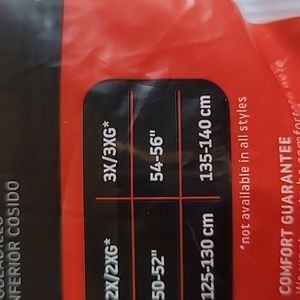 INFERIOR COSIDO
2X/2XG* 3X/3XG*
50-52" 54-56"
125-130 cm 135-140 cm
*not available in all styles
COMFORT GUARANTEE